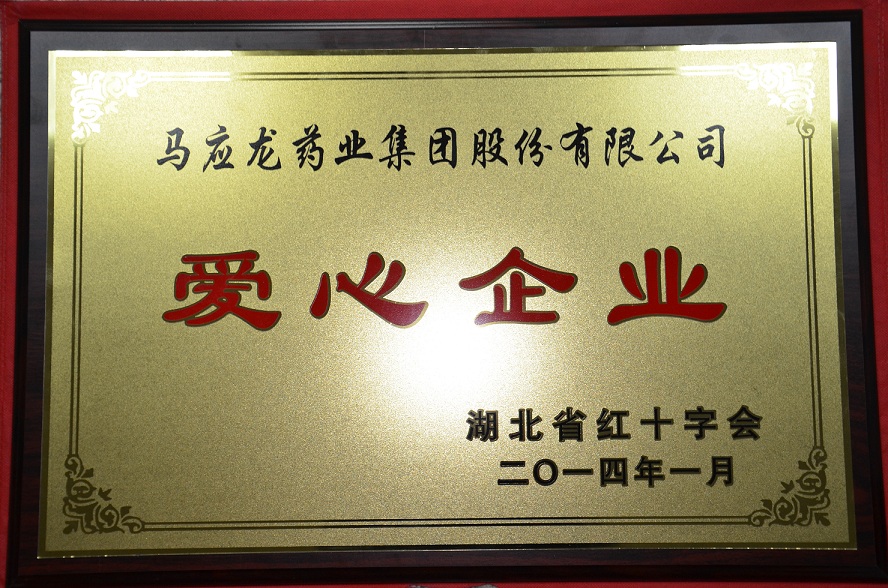 马应龙药业集团股份有限公司
爱心企业
湖北省红十字会
二〇一四年一月